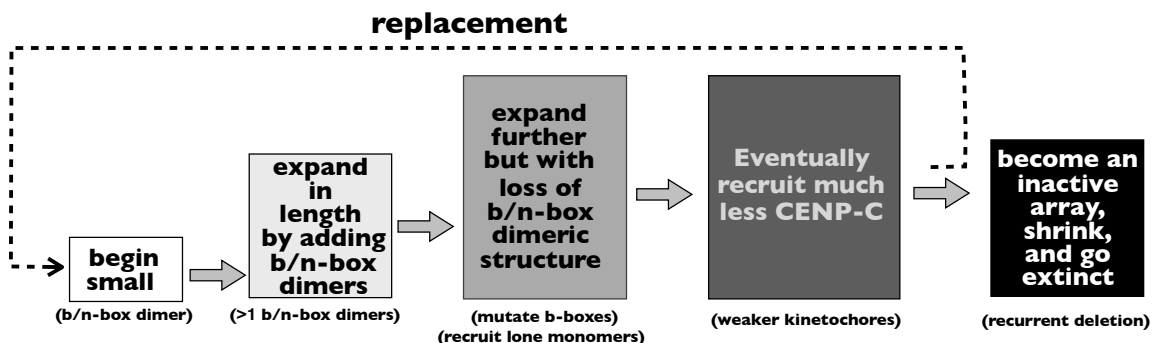 replacement
begin
small
(b/n-box dimer)
expand
in
length
by adding
b/n-box
dimers
(>1 b/n-box dimers)
expand
further
but with
loss of
b/n-box
dimeric
structure
(mutate b-boxes)
(recruit lone monomers)
Eventually
recruit much
less CENP-C
(weaker kinetochores)
become an
inactive
array,
shrink,
and go
extinct
(recurrent deletion)